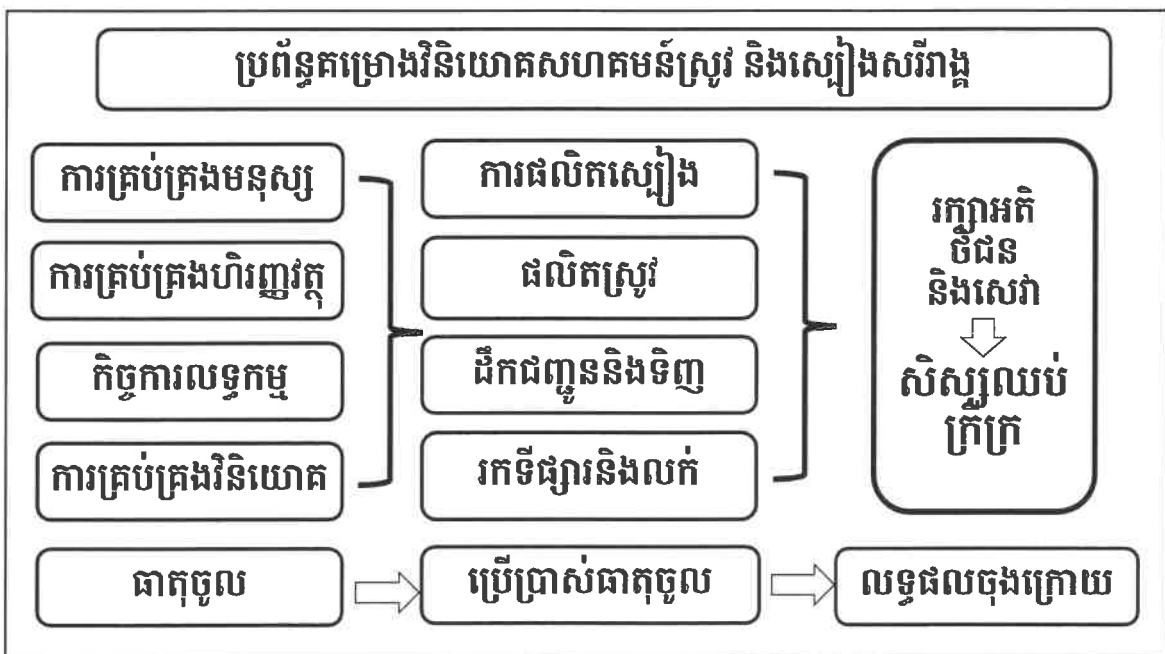 ប្រព័ន្ធគម្រោងវិនិយោគសហគមន៍ស្រូវ និងស្បៀងសរីរាង្គ
ការគ្រប់គ្រងមនុស្ស
ការគ្រប់គ្រងហិរញ្ញវត្ថុ
កិច្ចការលទ្ធកម្ម
ការគ្រប់គ្រងវិនិយោគ
ការផលិតស្បៀង
ផលិតស្រូវ
ដឹកជញ្ជូននិងទិញ
រកទីផ្សារនិងលក់
រក្សាអតិ
ថិជន
និងសេវា
សិស្សឈប់
ក្រីក្រ
ធាតុចូល
ប្រើប្រាស់ធាតុចូល
លទ្ធផលចុងក្រោយ